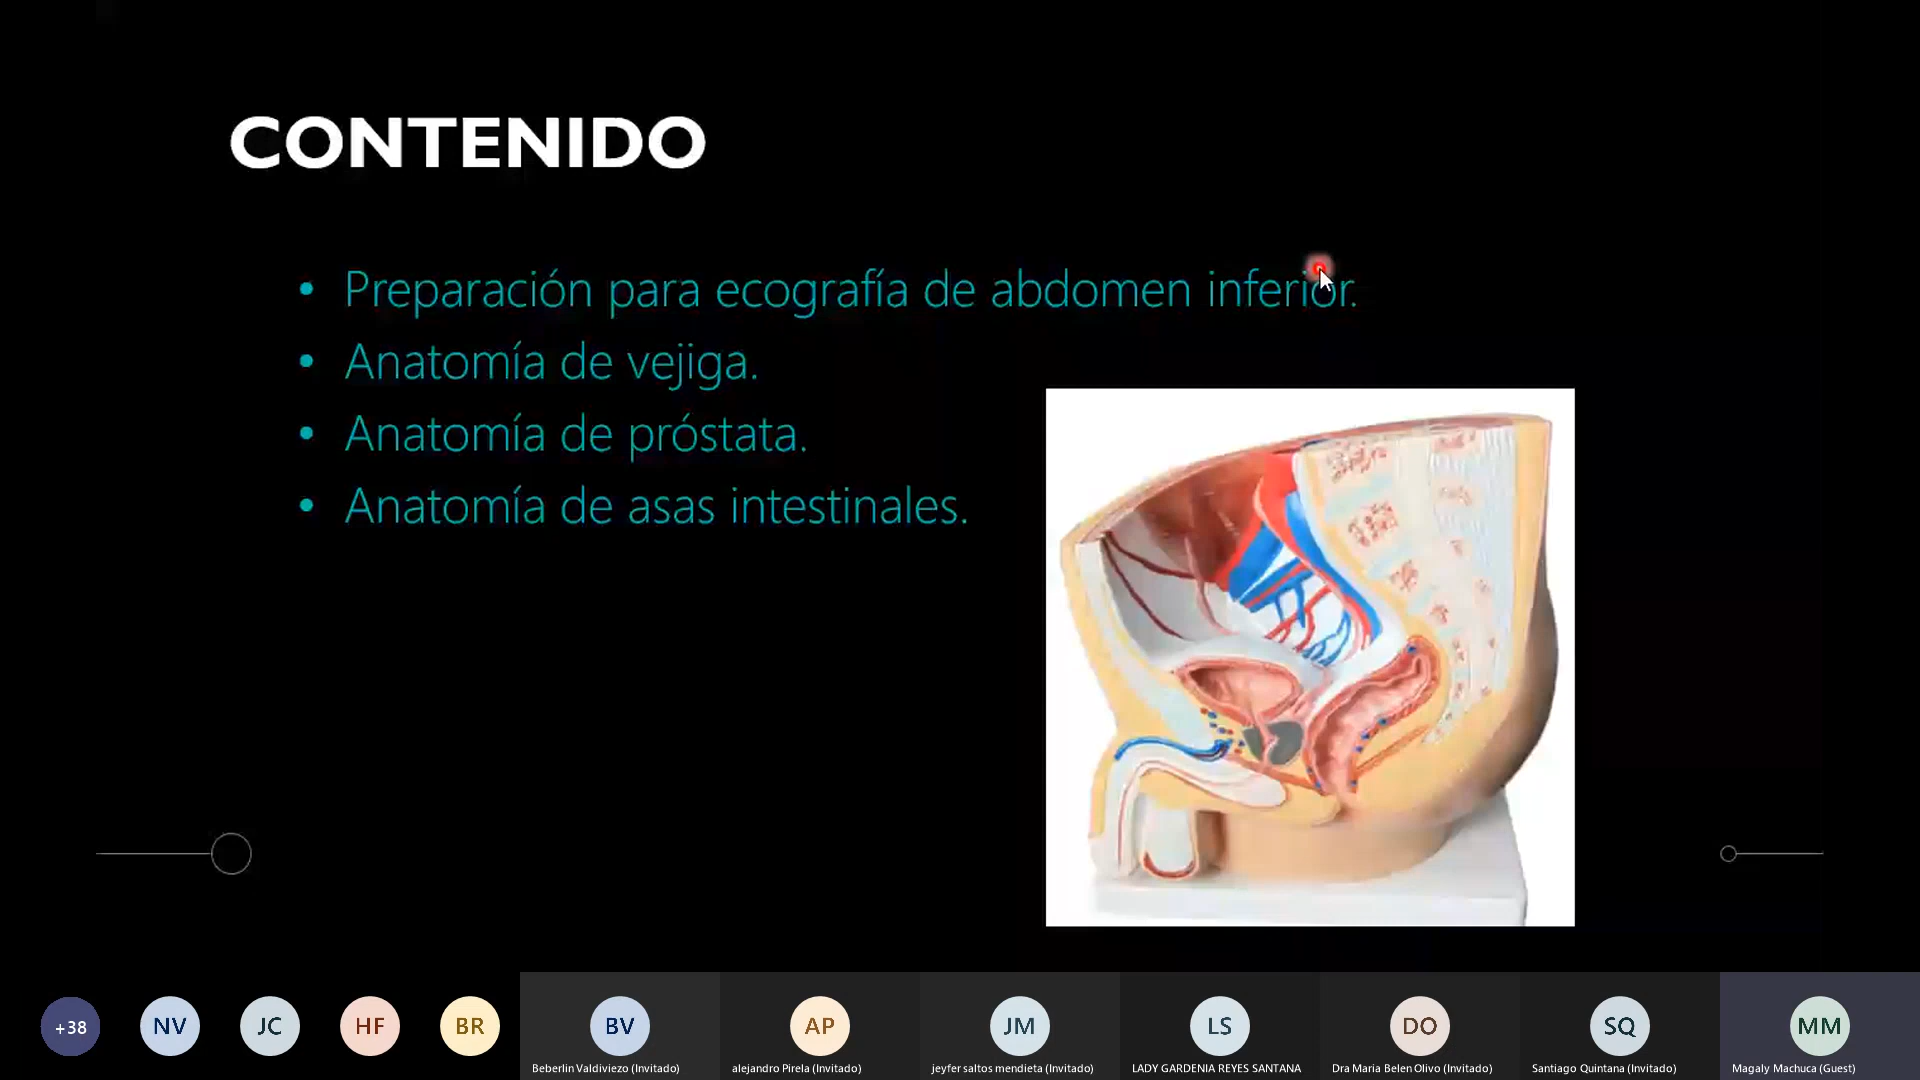 CONTENIDO
• Preparación para ecografía de abdomen inferior.
• Anatomía de vejiga.
• Anatomía de próstata.
• Anatomía de asas intestinales.
+38
NV
JC
HF
BR
BV
AP
JM
LS
DO
SQ
MM
Beberlin Valdiviezo (Invitado)
alejandro Pirela (Invitado)
jeyfer saltos mendieta (Invitado)
LADY GARDENIA REYES SANTANA
Dra Maria Belen Olivo (Invitado)
Santiago Quintana (Invitado)
Magaly Machuca (Guest)